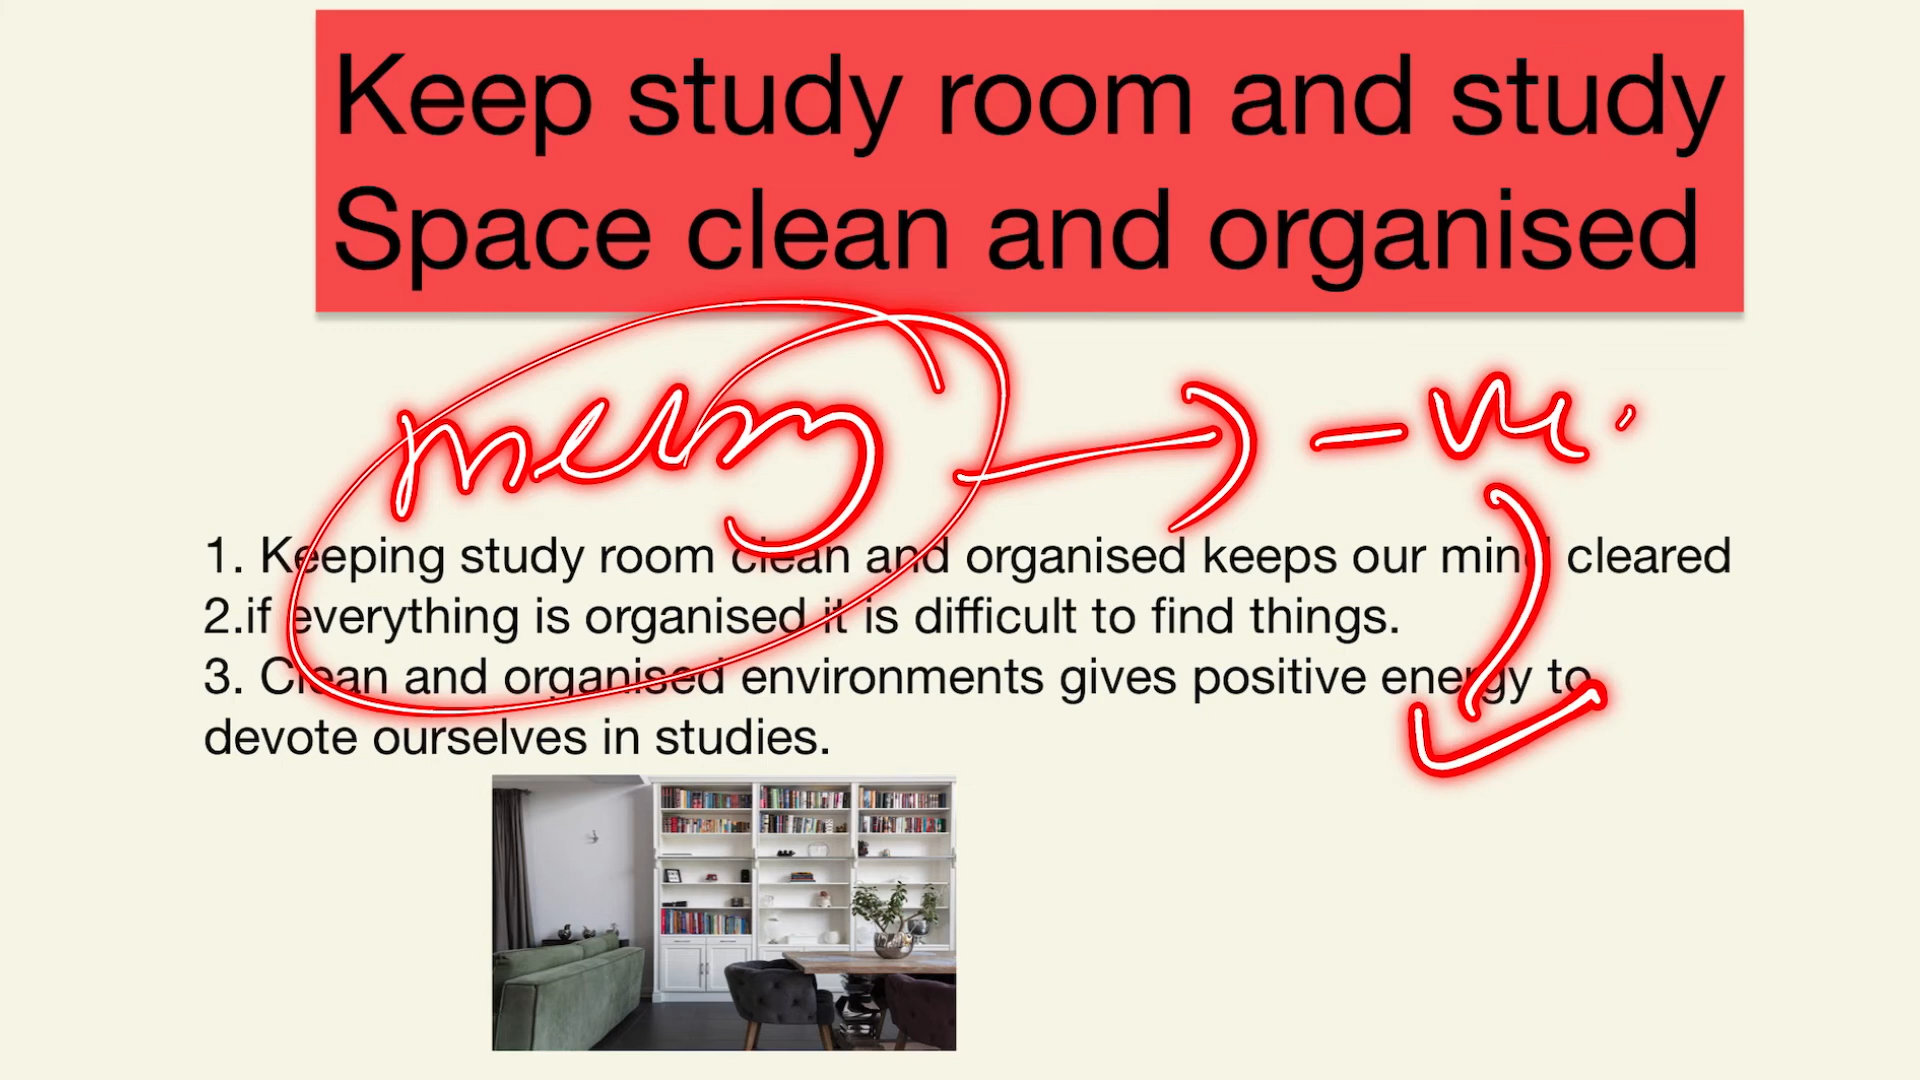 Keep study room and study
Space clean and organised
- ve
1. Keeping study room clean and organised keeps our mind cleared
2.if everything is organised it is difficult to find things.
3. Clean and organised environments gives positive energy to
devote ourselves in studies.